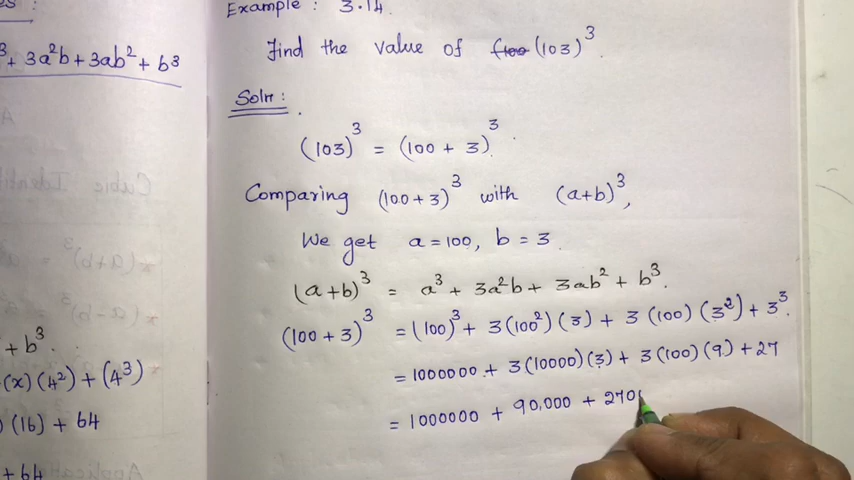 ³ + 3a²b + 3ab² + b³
+ b³.
(x) (4²) + (4³)
) (16) + 64
+ 64
Example : 3.14.
Find the value of (103)³.
Soln :
(103)³ = (100 + 3)³.
Comparing (100+3)³ with (a+b)³,
We get a = 100, b = 3.
(a+b)³ = a³ + 3a²b + 3ab² + b³.
(100 + 3)³ = (100)³ + 3(100²)(3) + 3 (100) (3²) + 3³.
= 1000000 + 3(10000)(3) + 3(100)(9) + 27
= 1000000 + 90,000 + 270